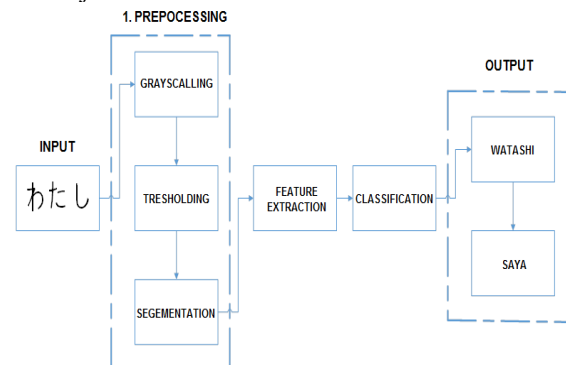 1. PREPOCESSING
GRAYSCALLING
OUTPUT
INPUT
わたし
TRESHOLDING
FEATURE
EXTRACTION
CLASSIFICATION
WATASHI
SEGEMENTATION
SAYA